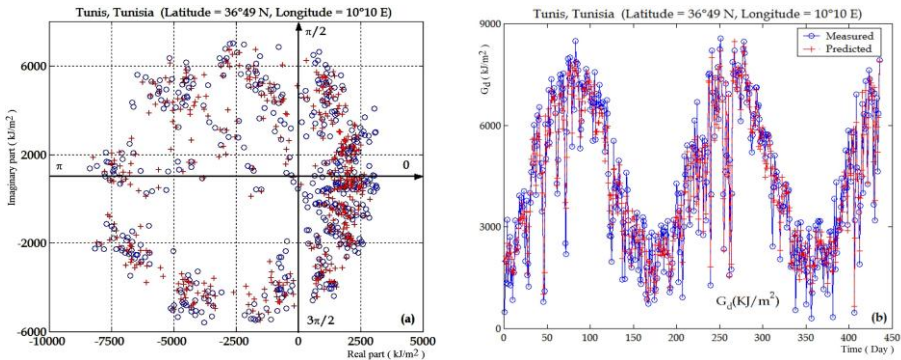 Tunis, Tunisia (Latitude = 36°49 N, Longitude = 10°10 E)
π/2
6000
2000
-2000
-6000
π
0
3π/2
(a)
Imaginary part ( kJ/m²)
-10000 -7500 -5000 -2500 0 2500 5000
Real part ( kJ/m²)
Tunis, Tunisia (Latitude = 36°49 N, Longitude = 10°10 E)
Measured
Predicted
9000
6000
3000
0
G_d ( kJ/m²)
G_d(KJ/m²)
(b)
0 50 100 150 200 250 300 350 400 450
Time ( Day )